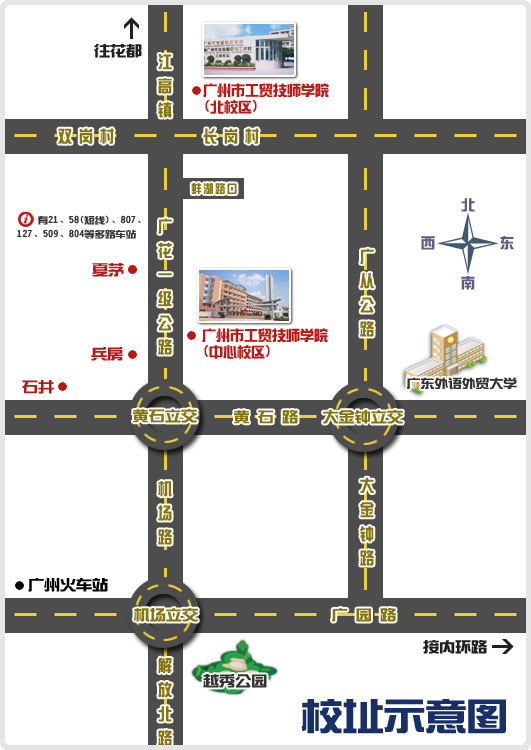 往花都
江高镇
广州市工贸技师学院
（北校区）
双岗村
长岗村
蚌湖路口
有21、58(短线)、807、
127、509、804等多路车站
广花一级公路
夏茅
兵房
石井
广州市工贸技师学院
（中心校区）
广从公路
北
西
东
南
广东外语外贸大学
黄石立交
黄石路
大金钟立交
机场路
大金钟路
广州火车站
机场立交
广园路
接内环路
解放北路
越秀公园
校址示意图